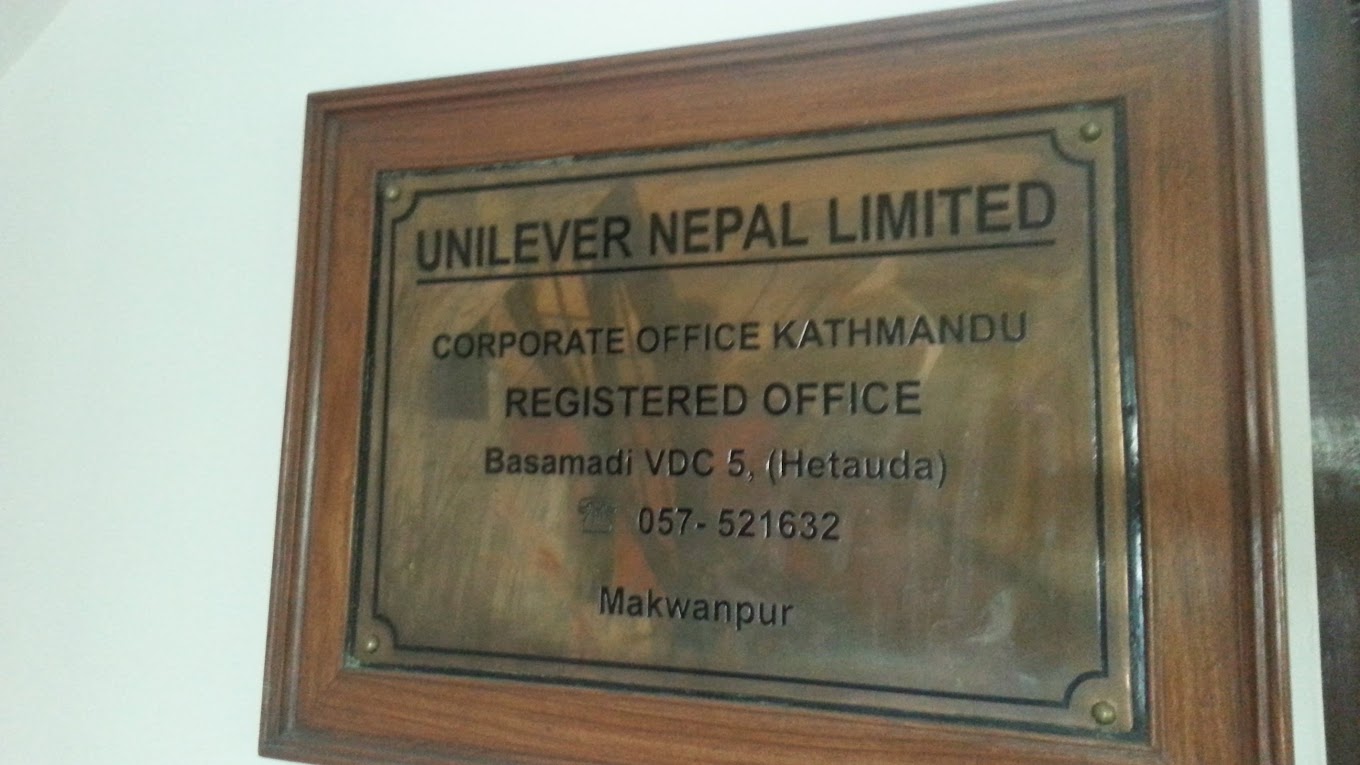 UNILEVER NEPAL LIMITED
CORPORATE OFFICE KATHMANDU
REGISTERED OFFICE
Basamadi VDC 5, (Hetauda)
☎ 057- 521632
Makwanpur